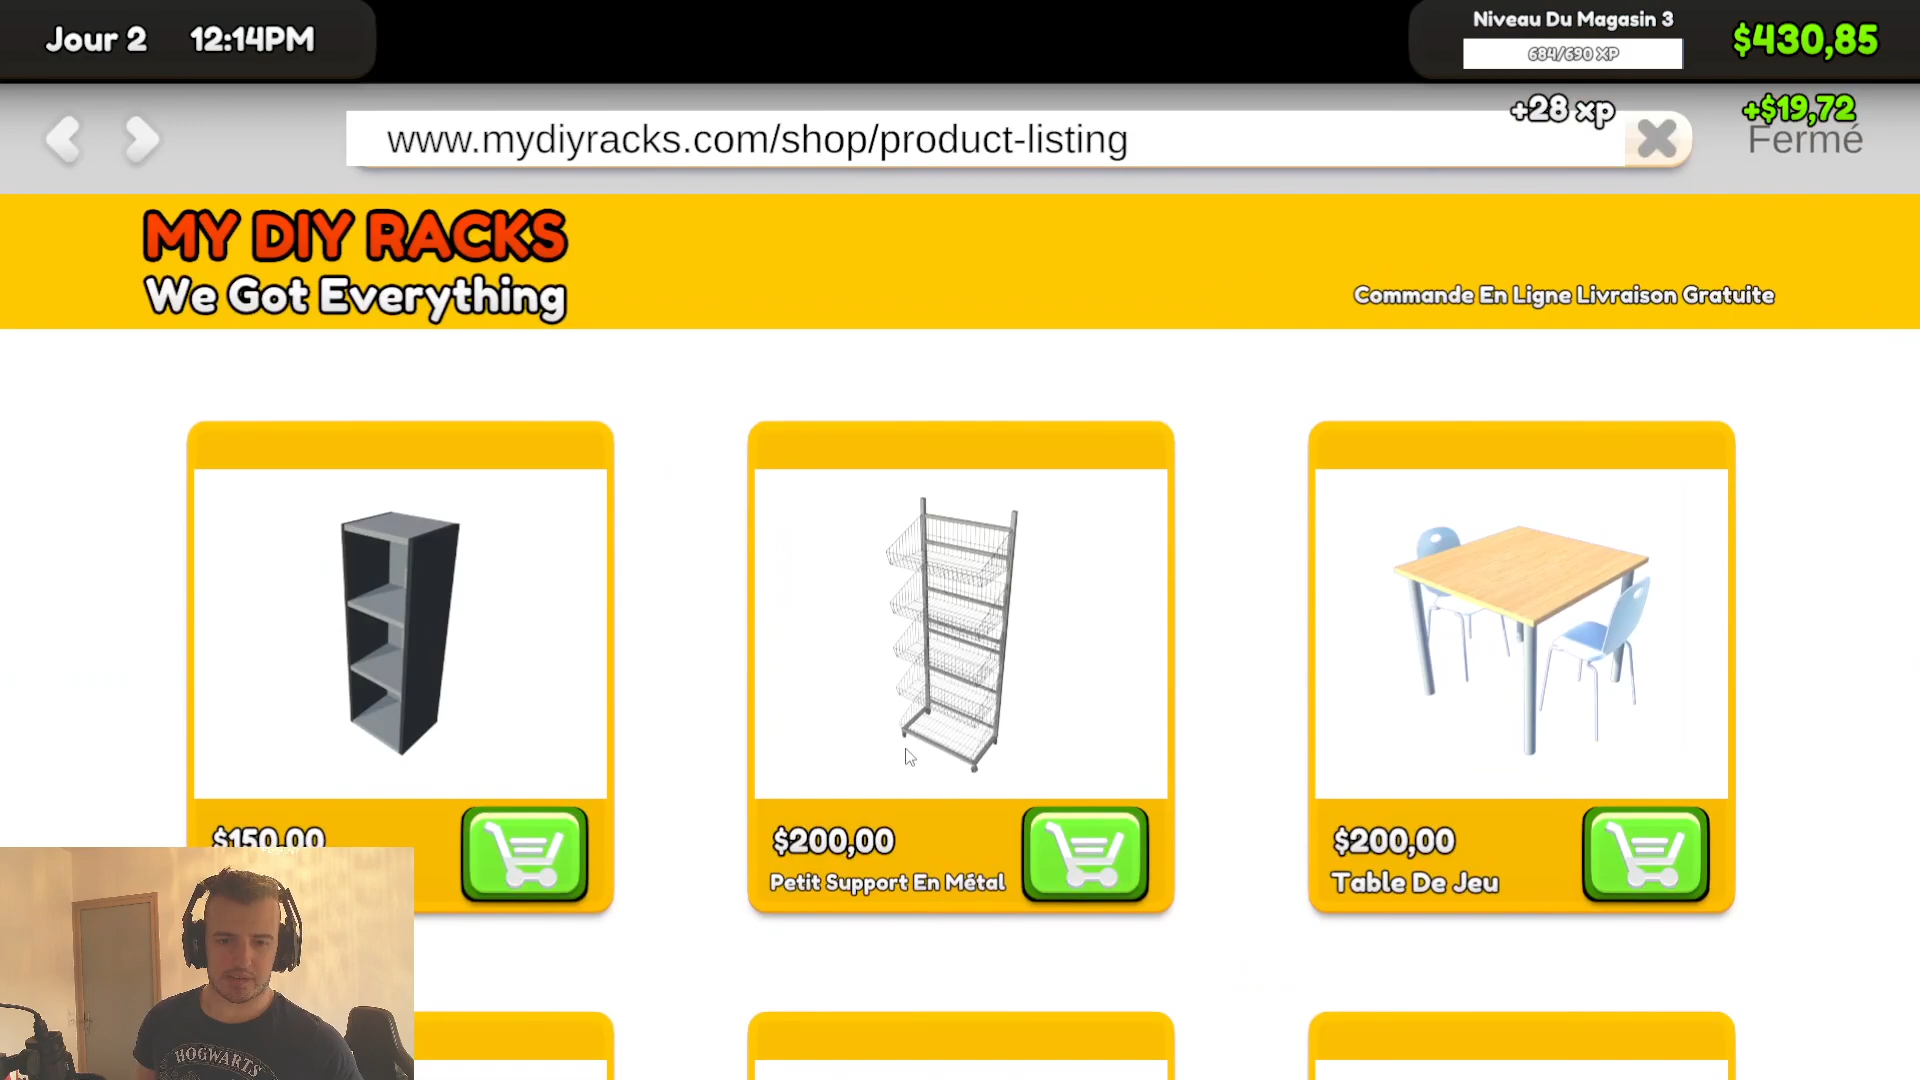 Jour 2 12:14PM
Niveau Du Magasin 3
684/690 XP
$430,85
+28 xp
+$19,72
www.mydiyracks.com/shop/product-listing
Fermé
MY DIY RACKS
We Got Everything
Commande En Ligne Livraison Gratuite
$150,00
$200,00
Petit Support En Métal
$200,00
Table De Jeu
HOGWARTS